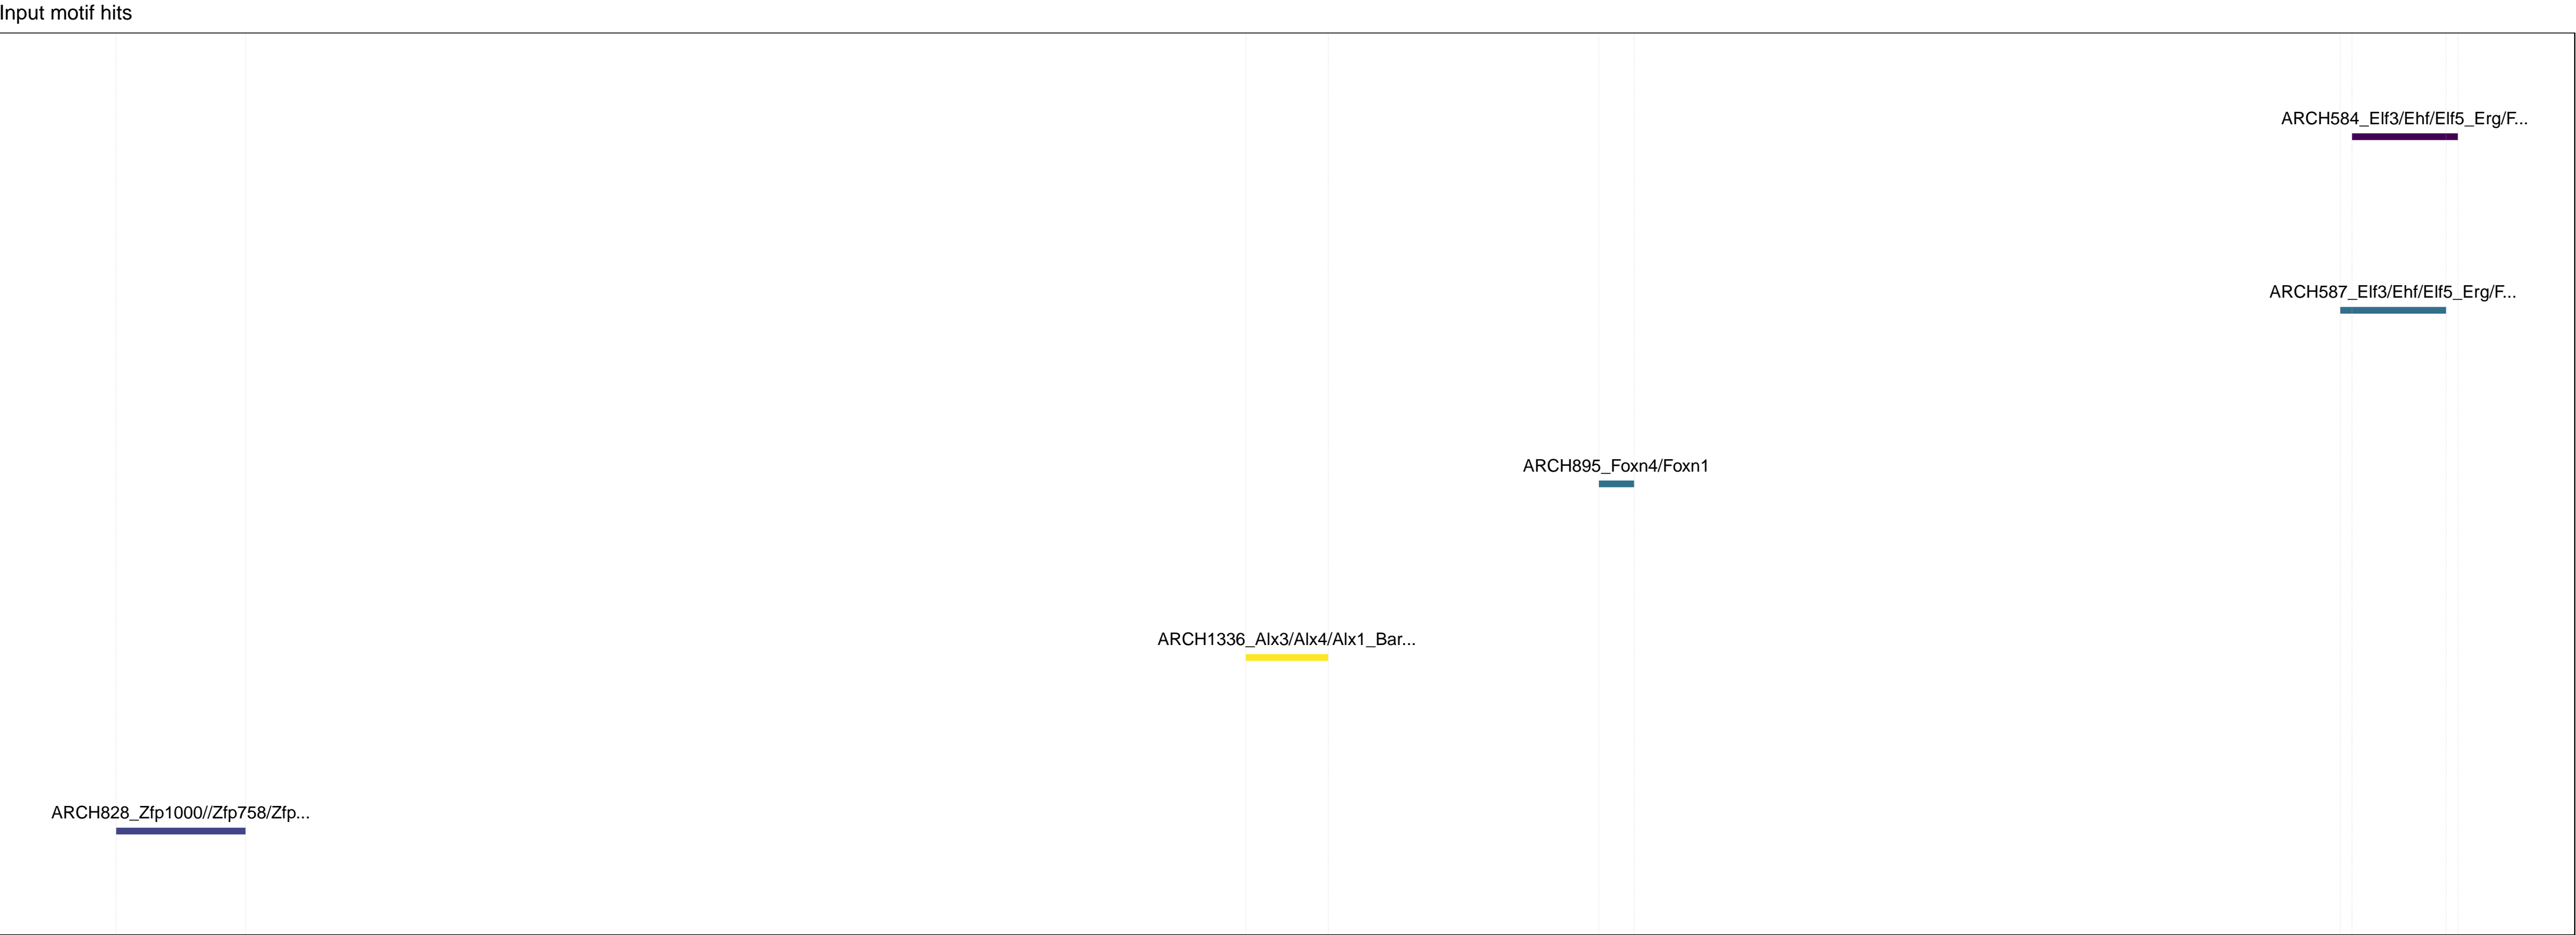 Input motif hits
ARCH584_Elf3/Ehf/Elf5_Erg/F...
ARCH587_Elf3/Ehf/Elf5_Erg/F...
ARCH895_Foxn4/Foxn1
ARCH1336_Alx3/Alx4/Alx1_Bar...
ARCH828_Zfp1000//Zfp758/Zfp...